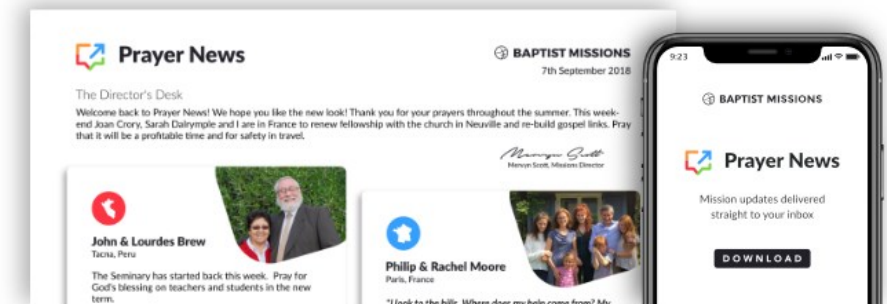 Prayer News
BAPTIST MISSIONS
7th September 2018
The Director's Desk
Welcome back to Prayer News! We hope you like the new look! Thank you for your prayers throughout the summer. This week-
end Joan Crory, Sarah Dalrymple and I are in France to renew fellowship with the church in Neuville and re-build gospel links. Pray
that it will be a profitable time and for safety in travel.
Mervyn Scott
Mervyn Scott, Missions Director
John & Lourdes Brew
Tacna, Peru
The Seminary has started back this week. Pray for
God's blessing on teachers and students in the new
term.
Philip & Rachel Moore
Paris, France
"I look to the hills. Where does my help come from? My
9:23
BAPTIST MISSIONS
Prayer News
Mission updates delivered
straight to your inbox
DOWNLOAD